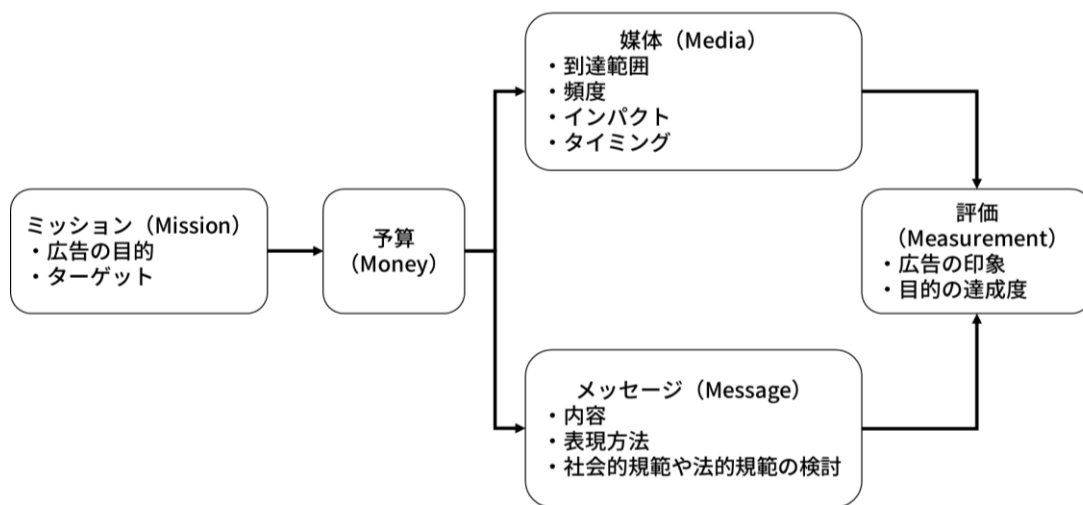 ミッション（Mission）
・広告の目的
・ターゲット
予算
（Money）
媒体（Media）
・到達範囲
・頻度
・インパクト
・タイミング
メッセージ（Message）
・内容
・表現方法
・社会的規範や法的規範の検討
評価
（Measurement）
・広告の印象
・目的の達成度